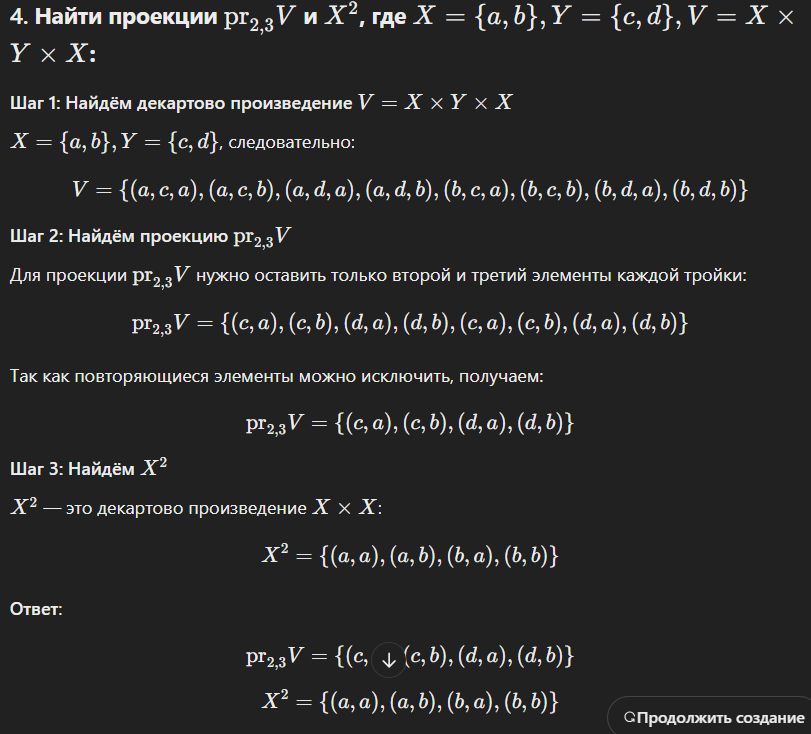 4. Найти проекции pr₂,₃V и X², где X = {a, b}, Y = {c, d}, V = X ×
Y × X:
Шаг 1: Найдём декартово произведение V = X × Y × X
X = {a, b}, Y = {c, d}, следовательно:
V = {(a, c, a), (a, c, b), (a, d, a), (a, d, b), (b, c, a), (b, c, b), (b, d, a), (b, d, b)}
Шаг 2: Найдём проекцию pr₂,₃V
Для проекции pr₂,₃V нужно оставить только второй и третий элементы каждой тройки:
pr₂,₃V = {(c, a), (c, b), (d, a), (d, b), (c, a), (c, b), (d, a), (d, b)}
Так как повторяющиеся элементы можно исключить, получаем:
pr₂,₃V = {(c, a), (c, b), (d, a), (d, b)}
Шаг 3: Найдём X²
X² — это декартово произведение X × X:
X² = {(a, a), (a, b), (b, a), (b, b)}
Ответ:
pr₂,₃V = {(c, (c, b), (d, a), (d, b)}
X² = {(a, a), (a, b), (b, a), (b, b)}
Продолжить создание